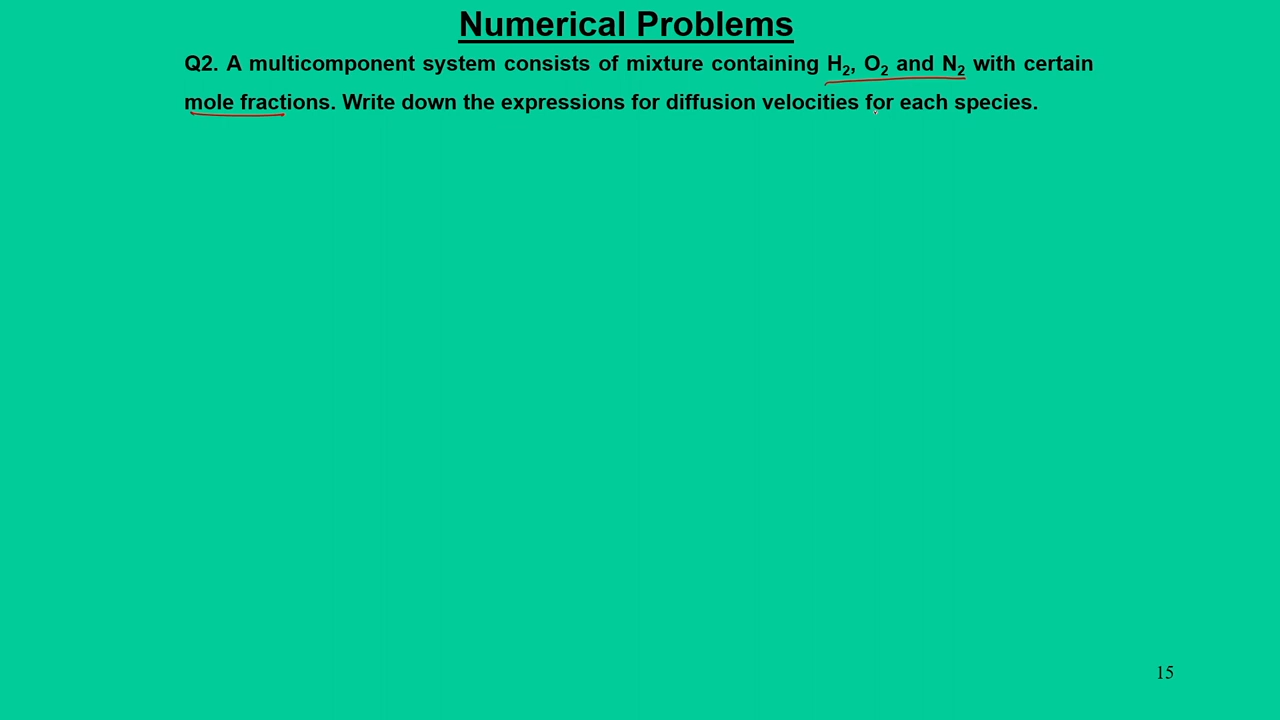 Numerical Problems
Q2. A multicomponent system consists of mixture containing H₂, O₂ and N₂ with certain
mole fractions. Write down the expressions for diffusion velocities for each species.
15